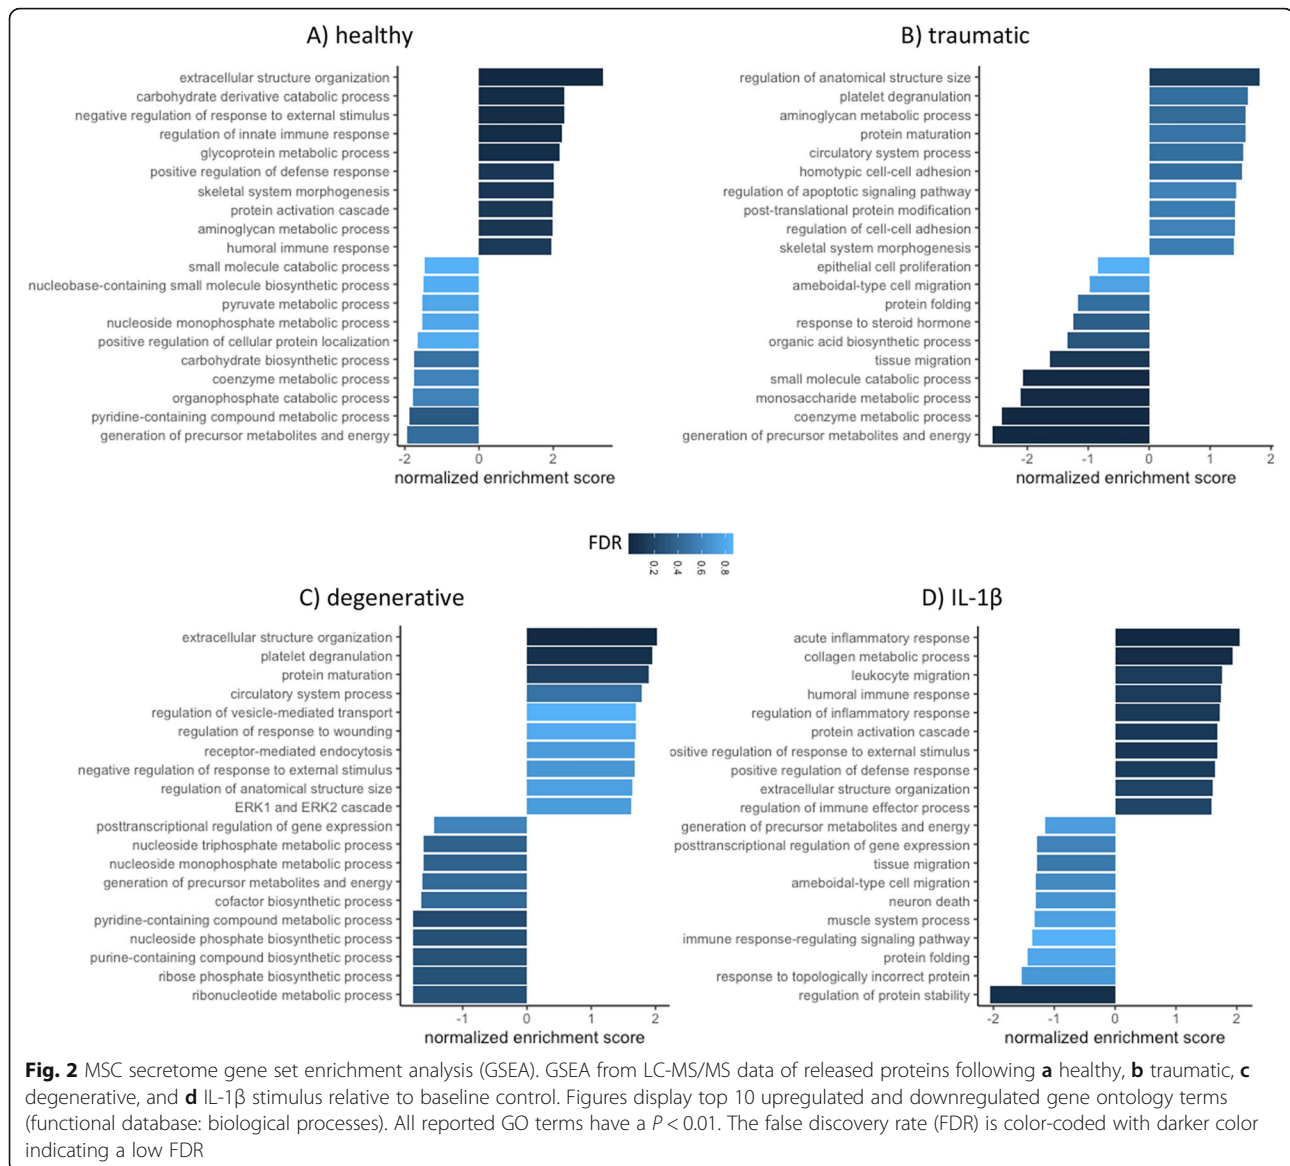 A) healthy
extracellular structure organization
carbohydrate derivative catabolic process
negative regulation of response to external stimulus
regulation of innate immune response
glycoprotein metabolic process
positive regulation of defense response
skeletal system morphogenesis
protein activation cascade
aminoglycan metabolic process
humoral immune response
small molecule catabolic process
nucleobase-containing small molecule biosynthetic process
pyruvate metabolic process
nucleoside monophosphate metabolic process
positive regulation of cellular protein localization
carbohydrate biosynthetic process
coenzyme metabolic process
organophosphate catabolic process
pyridine-containing compound metabolic process
generation of precursor metabolites and energy
-2 0 2
normalized enrichment score
B) traumatic
regulation of anatomical structure size
platelet degranulation
aminoglycan metabolic process
protein maturation
circulatory system process
homotypic cell-cell adhesion
regulation of apoptotic signaling pathway
post-translational protein modification
regulation of cell-cell adhesion
skeletal system morphogenesis
epithelial cell proliferation
ameboidal-type cell migration
protein folding
response to steroid hormone
organic acid biosynthetic process
tissue migration
small molecule catabolic process
monosaccharide metabolic process
coenzyme metabolic process
generation of precursor metabolites and energy
-2 -1 0 1 2
normalized enrichment score
FDR
0.2 0.4 0.6 0.8
C) degenerative
extracellular structure organization
platelet degranulation
protein maturation
circulatory system process
regulation of vesicle-mediated transport
regulation of response to wounding
receptor-mediated endocytosis
negative regulation of response to external stimulus
regulation of anatomical structure size
ERK1 and ERK2 cascade
posttranscriptional regulation of gene expression
nucleoside triphosphate metabolic process
nucleoside monophosphate metabolic process
generation of precursor metabolites and energy
cofactor biosynthetic process
pyridine-containing compound metabolic process
nucleoside phosphate biosynthetic process
purine-containing compound biosynthetic process
ribose phosphate biosynthetic process
ribonucleotide metabolic process
-1 0 1 2
normalized enrichment score
D) IL-1β
acute inflammatory response
collagen metabolic process
leukocyte migration
humoral immune response
regulation of inflammatory response
protein activation cascade
ositive regulation of response to external stimulus
positive regulation of defense response
extracellular structure organization
regulation of immune effector process
generation of precursor metabolites and energy
posttranscriptional regulation of gene expression
tissue migration
ameboidal-type cell migration
neuron death
muscle system process
immune response-regulating signaling pathway
protein folding
response to topologically incorrect protein
regulation of protein stability
-2 -1 0 1 2
normalized enrichment score
Fig. 2 MSC secretome gene set enrichment analysis (GSEA). GSEA from LC-MS/MS data of released proteins following a healthy, b traumatic, c
degenerative, and d IL-1β stimulus relative to baseline control. Figures display top 10 upregulated and downregulated gene ontology terms
(functional database: biological processes). All reported GO terms have a P < 0.01. The false discovery rate (FDR) is color-coded with darker color
indicating a low FDR